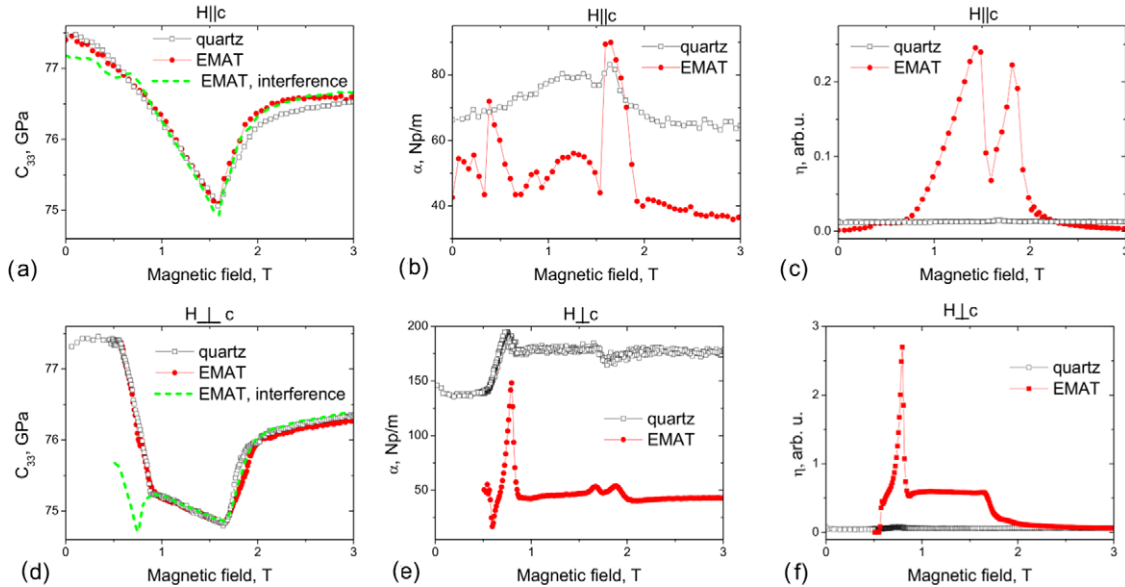 H||c
C33, GPa
77
76
75
quartz
EMAT
EMAT, interference
0 1 2 3
Magnetic field, T
(a)
H||c
α, Np/m
80
60
40
quartz
EMAT
0 1 2 3
Magnetic field, T
(b)
H||c
η, arb.u.
0.2
0.1
0.0
quartz
EMAT
0 1 2 3
Magnetic field, T
(c)
H⊥c
C33, GPa
77
76
75
quartz
EMAT
EMAT, interference
0 1 2 3
Magnetic field, T
(d)
H⊥c
α, Np/m
200
150
100
50
quartz
EMAT
0 1 2 3
Magnetic field, T
(e)
H⊥c
η, arb. u.
3
2
1
0
quartz
EMAT
0 1 2 3
Magnetic field, T
(f)